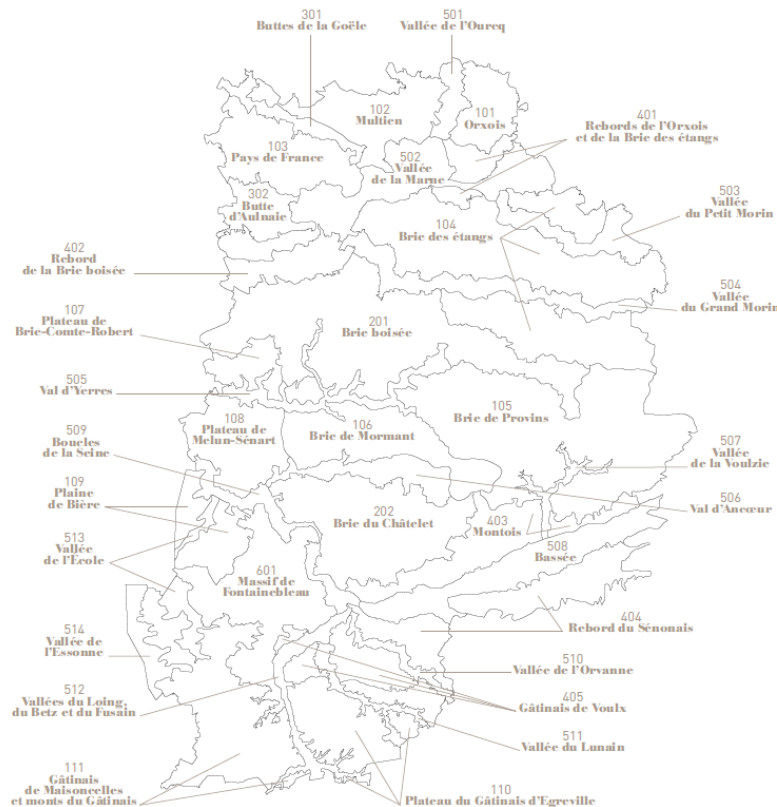 301
Buttes de la Goële
501
Vallée de l'Ourcq
102
Multien
101
Orxois
401
Rebords de l'Orxois
et de la Brie des étangs
103
Pays de France
502
Vallée
de la Marne
302
Butte
d'Aulnaie
503
Vallée
du Petit Morin
402
Rebord
de la Brie boisée
104
Brie des étangs
504
Vallée
du Grand Morin
107
Plateau de
Brie-Comte-Robert
201
Brie boisée
505
Val d'Yerres
105
Brie de Provins
108
Plateau de
Melun-Sénart
106
Brie de Mormant
509
Boucles
de la Seine
507
Vallée
de la Voulzie
109
Plaine
de Bière
506
Val d'Ancœur
202
Brie du Châtelet
403
Montois
513
Vallée
de l'École
508
Bassée
601
Massif de
Fontainebleau
404
Rebord du Sénonais
514
Vallée de
l'Essonne
510
Vallée de l'Orvanne
512
Vallées du Loing,
du Betz et du Fusain
405
Gâtinais de Voulx
511
Vallée du Lunain
111
Gâtinais
de Maisoncelles
et monts du Gâtinais
110
Plateau du Gâtinais d'Egreville